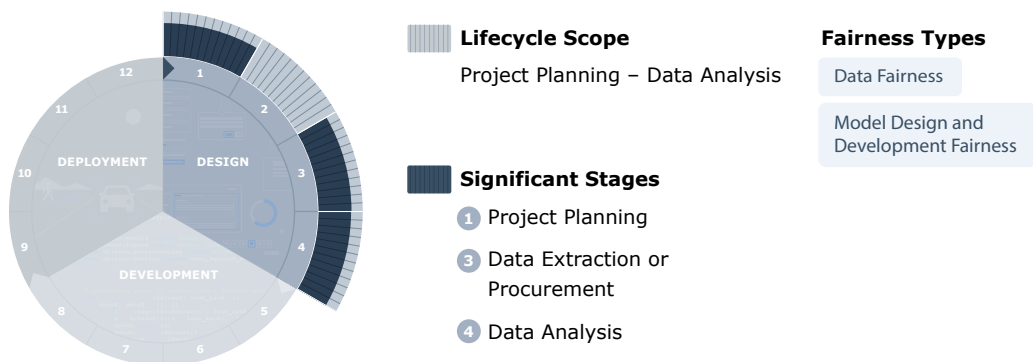 12
1
11
2
DEPLOYMENT
DESIGN
10
3
9
4
DEVELOPMENT
8
5
7
6
Lifecycle Scope
Project Planning – Data Analysis
Significant Stages
1 Project Planning
3 Data Extraction or
Procurement
4 Data Analysis
Fairness Types
Data Fairness
Model Design and
Development Fairness